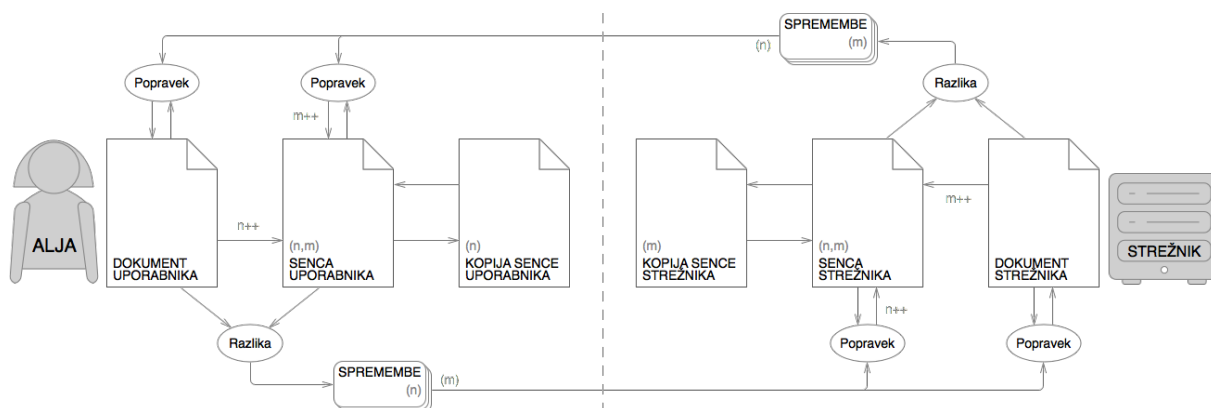 SPREMEMBE
(m)
(n)
Popravek
Popravek
Razlika
m++
ALJA
n++
(n,m)
(n)
(m)
(n,m)
m++
DOKUMENT
UPORABNIKA
SENCA
UPORABNIKA
KOPIJA SENCE
UPORABNIKA
KOPIJA SENCE
STREŽNIKA
SENCA
STREŽNIKA
DOKUMENT
STREŽNIKA
STREŽNIK
n++
Razlika
Popravek
Popravek
SPREMEMBE
(n)
(m)